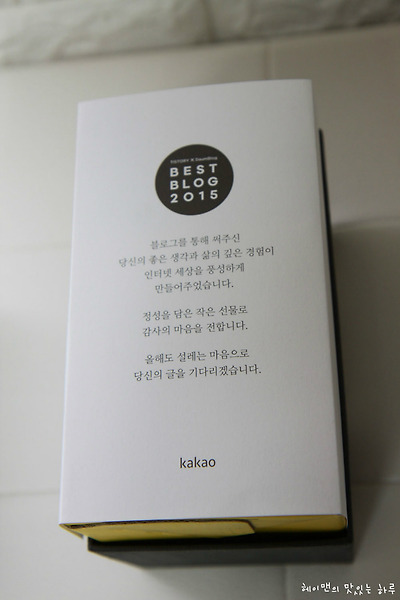 TISTORY X DaumBlog
BEST
BLOG
2015
블로그를 통해 써주신
당신의 좋은 생각과 삶의 깊은 경험이
인터넷 세상을 풍성하게
만들어주었습니다.
정성을 담은 작은 선물로
감사의 마음을 전합니다.
올해도 설레는 마음으로
당신의 글을 기다리겠습니다.
kakao
헤이맨의 맛있는 하루